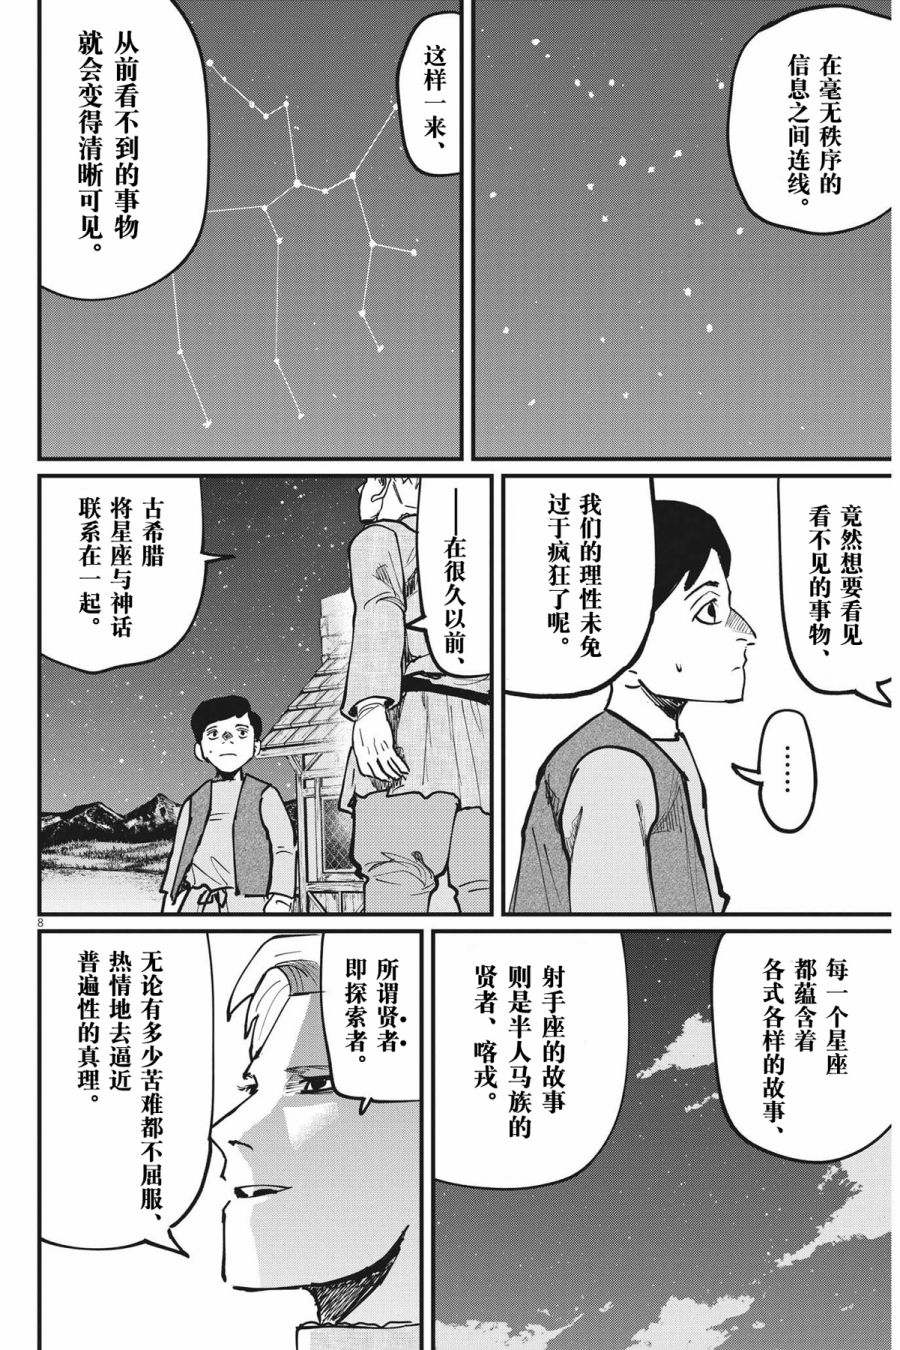 在毫无秩序的
信息之间连线。
这样一来、
从前看不到的事物
就会变得清晰可见。
竟然想要看见
看不见的事物、
我们的理性未免
过于疯狂了呢。
……
——在很久以前、
古希腊
将星座与神话
联系在一起。
8
每一个星座
都蕴含着
各式各样的故事、
射手座的故事
则是半人马族的
贤者、喀戎。
所谓贤者
即探索者。
无论有多少苦难都不屈服、
热情地去逼近
普遍性的真理。